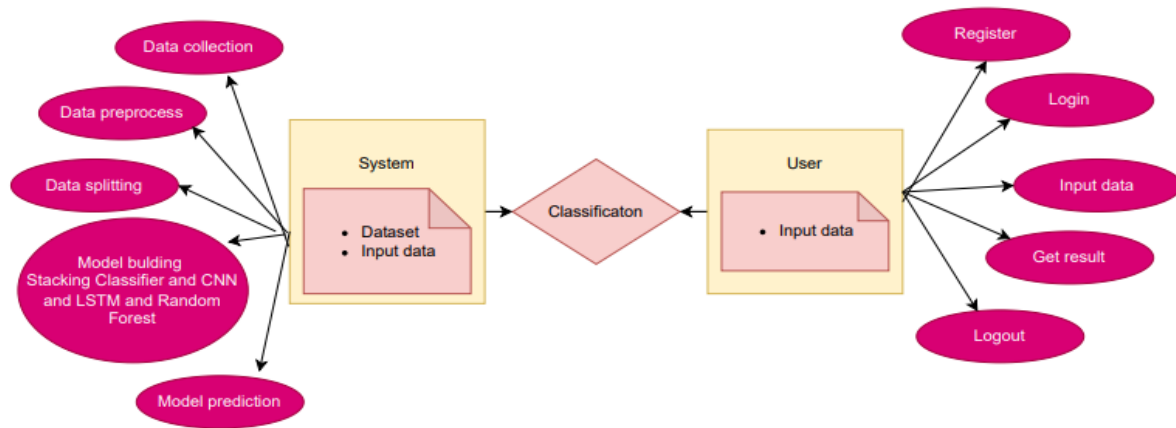 Data collection
Data preprocess
Data splitting
Model bulding
Stacking Classifier and CNN
and LSTM and Random
Forest
Model prediction
System
• Dataset
• Input data
Classificaton
User
• Input data
Register
Login
Input data
Get result
Logout